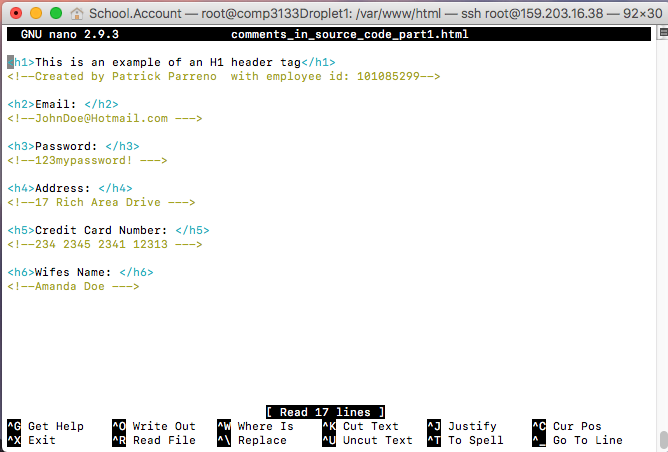 School.Account — root@comp3133Droplet1: /var/www/html — ssh root@159.203.16.38 — 92×30
GNU nano 2.9.3 comments_in_source_code_part1.html
<h1>This is an example of an H1 header tag</h1>
<!--Created by Patrick Parreno  with employee id: 101085299-->
<h2>Email: </h2>
<!--JohnDoe@Hotmail.com --->
<h3>Password: </h3>
<!--123mypassword! --->
<h4>Address: </h4>
<!--17 Rich Area Drive --->
<h5>Credit Card Number: </h5>
<!--234 2345 2341 12313 --->
<h6>Wifes Name: </h6>
<!--Amanda Doe --->
[ Read 17 lines ]
^G Get Help ^O Write Out ^W Where Is ^K Cut Text ^J Justify ^C Cur Pos
^X Exit ^R Read File ^\ Replace ^U Uncut Text ^T To Spell ^_ Go To Line